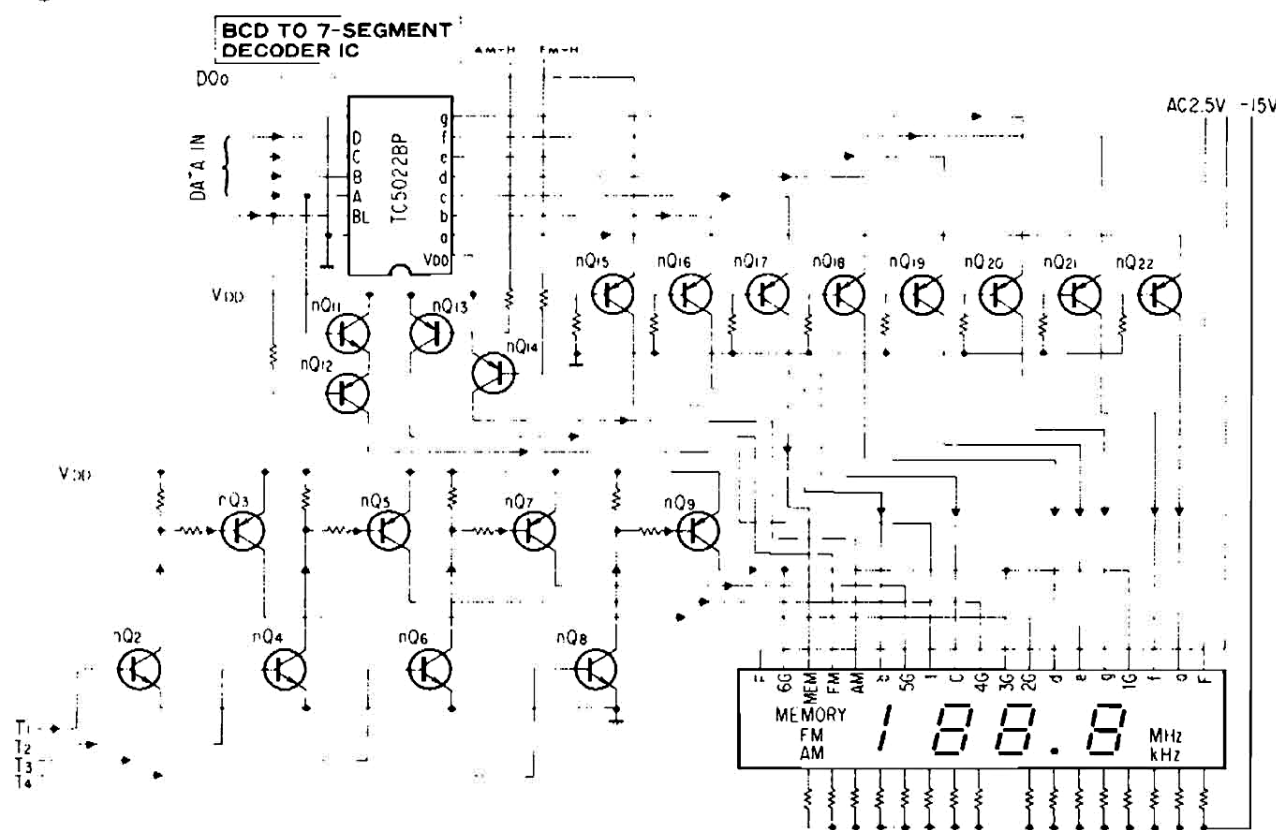 BCD TO 7-SEGMENT
DECODER IC
AM-H FM-H
DO0
AC2.5V -15V
DATA IN
D
C
B
A
BL
TC5022BP
g
f
e
d
c
b
a
VDD
nQ15 nQ16 nQ17 nQ18 nQ19 nQ20 nQ21 nQ22
VDD
nQ11 nQ13
nQ12 nQ14
VDD
nQ3 nQ5 nQ7 nQ9
nQ2 nQ4 nQ6 nQ8
T1
T2
T3
T4
F 6G MEM FM AM b 5G f C 4G 3G 2G d e g 1G f a F
MEMORY
FM
AM
188.8
MHz
kHz